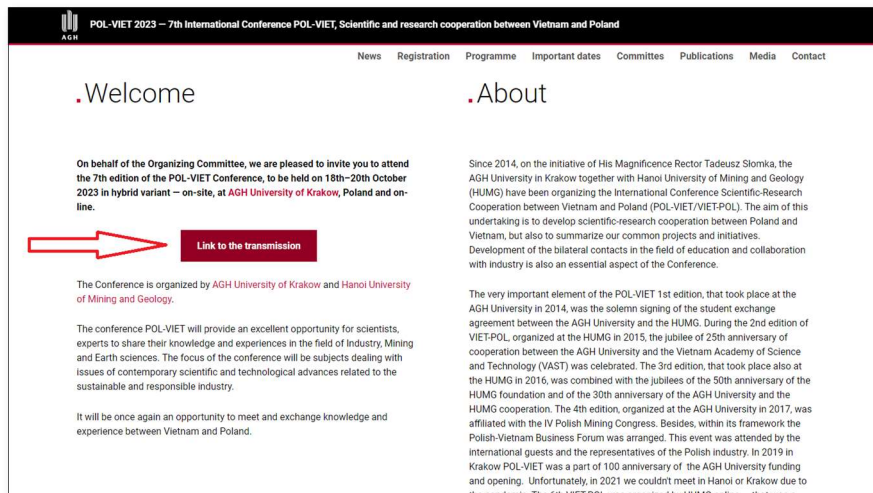 AGH
POL-VIET 2023 — 7th International Conference POL-VIET, Scientific and research cooperation between Vietnam and Poland
News Registration Programme Important dates Committes Publications Media Contact
.Welcome
On behalf of the Organizing Committee, we are pleased to invite you to attend
the 7th edition of the POL-VIET Conference, to be held on 18th–20th October
2023 in hybrid variant — on-site, at AGH University of Krakow, Poland and on-
line.
Link to the transmission
The Conference is organized by AGH University of Krakow and Hanoi University
of Mining and Geology.
The conference POL-VIET will provide an excellent opportunity for scientists,
experts to share their knowledge and experiences in the field of Industry, Mining
and Earth sciences. The focus of the conference will be subjects dealing with
issues of contemporary scientific and technological advances related to the
sustainable and responsible industry.
It will be once again an opportunity to meet and exchange knowledge and
experience between Vietnam and Poland.
.About
Since 2014, on the initiative of His Magnificence Rector Tadeusz Słomka, the
AGH University in Krakow together with Hanoi University of Mining and Geology
(HUMG) have been organizing the International Conference Scientific-Research
Cooperation between Vietnam and Poland (POL-VIET/VIET-POL). The aim of this
undertaking is to develop scientific-research cooperation between Poland and
Vietnam, but also to summarize our common projects and initiatives.
Development of the bilateral contacts in the field of education and collaboration
with industry is also an essential aspect of the Conference.
The very important element of the POL-VIET 1st edition, that took place at the
AGH University in 2014, was the solemn signing of the student exchange
agreement between the AGH University and the HUMG. During the 2nd edition of
VIET-POL, organized at the HUMG in 2015, the jubilee of 25th anniversary of
cooperation between the AGH University and the Vietnam Academy of Science
and Technology (VAST) was celebrated. The 3rd edition, that took place also at
the HUMG in 2016, was combined with the jubilees of the 50th anniversary of the
HUMG foundation and of the 30th anniversary of the AGH University and the
HUMG cooperation. The 4th edition, organized at the AGH University in 2017, was
affiliated with the IV Polish Mining Congress. Besides, within its framework the
Polish-Vietnam Business Forum was arranged. This event was attended by the
international guests and the representatives of the Polish industry. In 2019 in
Krakow POL-VIET was a part of 100 anniversary of the AGH University funding
and opening. Unfortunately, in 2021 we couldn't meet in Hanoi or Krakow due to